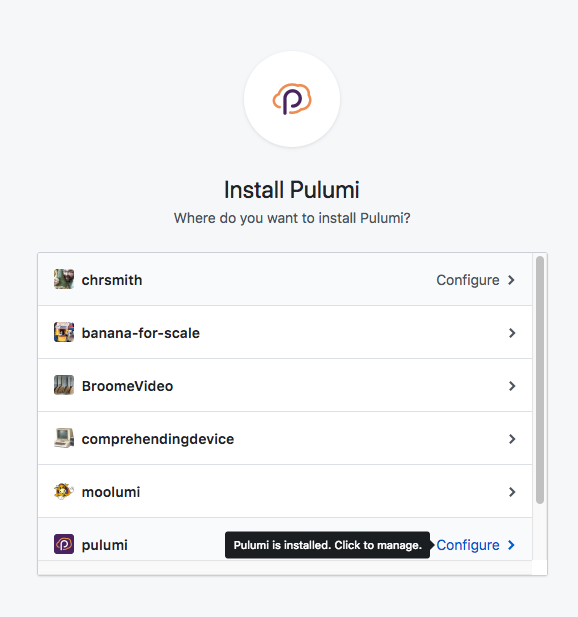 Install Pulumi
Where do you want to install Pulumi?
chrsmith Configure
banana-for-scale
BroomeVideo
comprehendingdevice
moolumi
pulumi Pulumi is installed. Click to manage. Configure